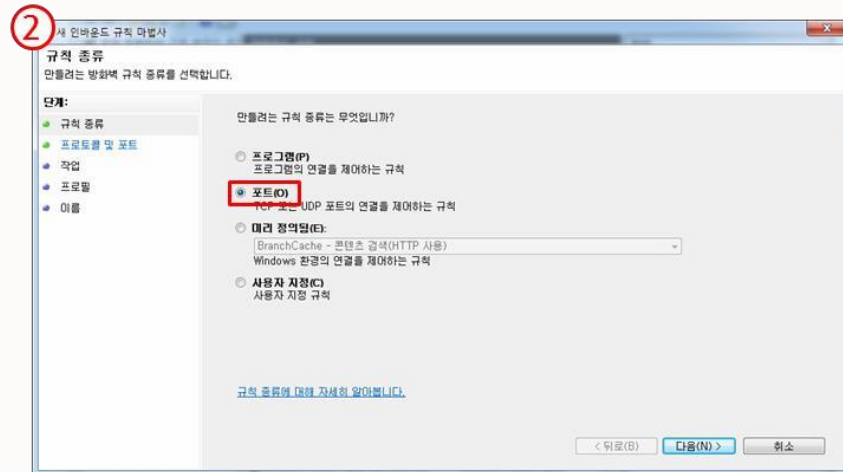 ②
새 인바운드 규칙 마법사
규칙 종류
만들려는 방화벽 규칙 종류를 선택합니다.
단계:
규칙 종류
프로토콜 및 포트
작업
프로필
이름
만들려는 규칙 종류는 무엇입니까?
프로그램(P)
프로그램의 연결을 제어하는 규칙
포트(O)
TCP 또는 UDP 포트의 연결을 제어하는 규칙
미리 정의됨(E):
BranchCache - 콘텐츠 검색(HTTP 사용)
Windows 환경의 연결을 제어하는 규칙
사용자 지정(C)
사용자 지정 규칙
규칙 종류에 대해 자세히 알아봅니다.
< 뒤로(B)
다음(N) >
취소